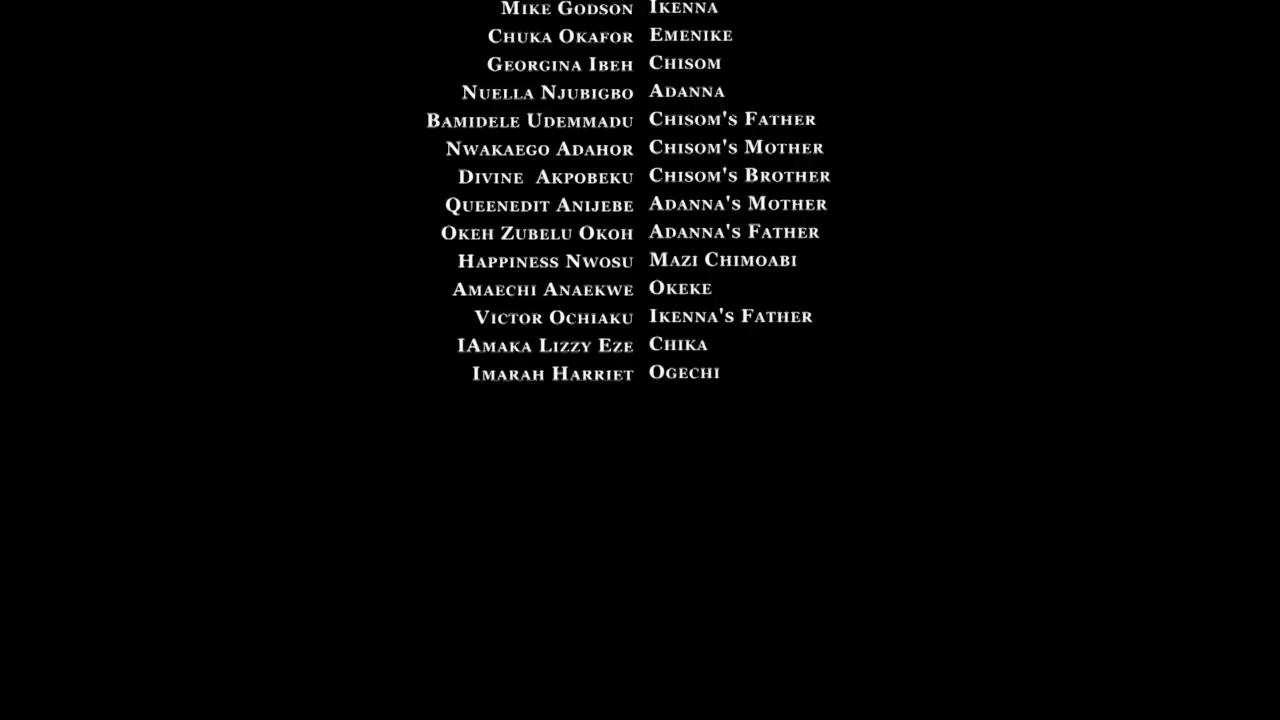 Mike Godson Ikenna
Chuka Okafor Emenike
Georgina Ibeh Chisom
Nuella Njubigbo Adanna
Bamidele Udemmadu Chisom's Father
Nwakaego Adahor Chisom's Mother
Divine Akpobeku Chisom's Brother
Queenedit Anijebe Adanna's Mother
Okeh Zubelu Okoh Adanna's Father
Happiness Nwosu Mazi Chimoabi
Amaechi Anaekwe Okeke
Victor Ochiaku Ikenna's Father
IAmaka Lizzy Eze Chika
Imarah Harriet Ogechi